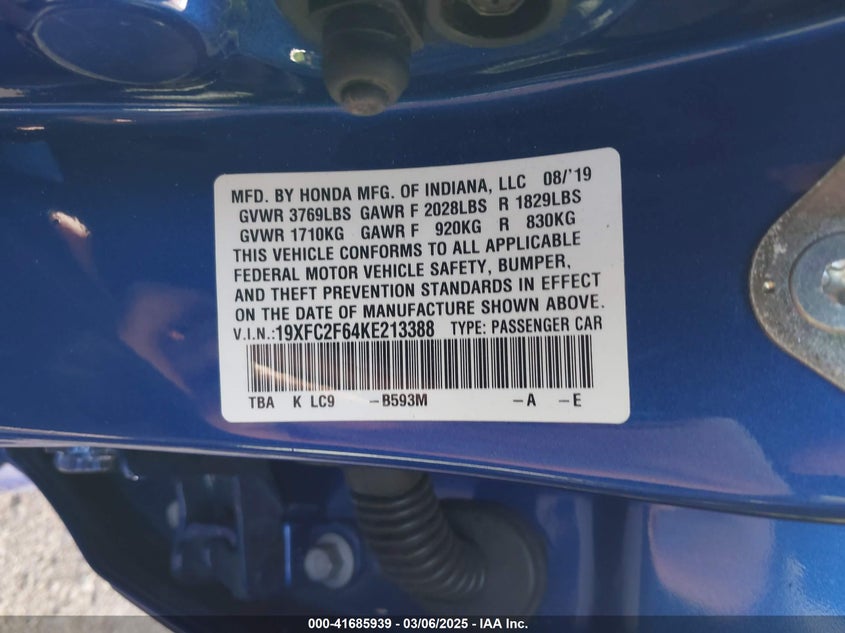 MFD. BY HONDA MFG. OF INDIANA, LLC 08/'19
GVWR 3769LBS GAWR F 2028LBS R 1829LBS
GVWR 1710KG GAWR F 920KG R 830KG
THIS VEHICLE CONFORMS TO ALL APPLICABLE
FEDERAL MOTOR VEHICLE SAFETY, BUMPER,
AND THEFT PREVENTION STANDARDS IN EFFECT
ON THE DATE OF MANUFACTURE SHOWN ABOVE.
V.I.N.:19XFC2F64KE213388 TYPE: PASSENGER CAR
TBA K LC9 -B593M -A -E
000-41685939 - 03/06/2025 - IAA Inc.